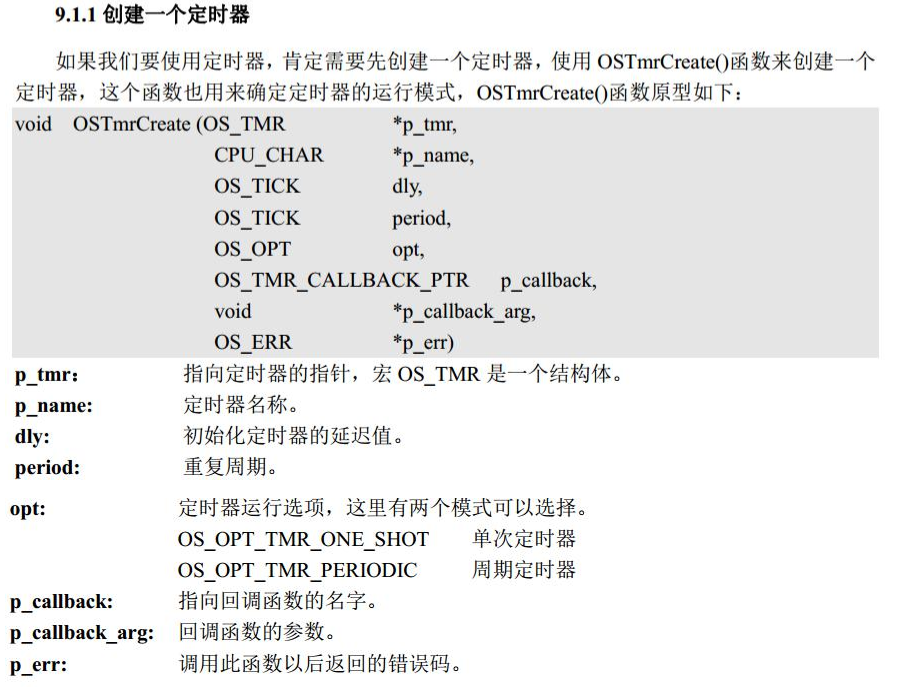 9.1.1 创建一个定时器
如果我们要使用定时器，肯定需要先创建一个定时器，使用 OSTmrCreate()函数来创建一个
定时器，这个函数也用来确定定时器的运行模式，OSTmrCreate()函数原型如下：
void OSTmrCreate (OS_TMR *p_tmr,
CPU_CHAR *p_name,
OS_TICK dly,
OS_TICK period,
OS_OPT opt,
OS_TMR_CALLBACK_PTR p_callback,
void *p_callback_arg,
OS_ERR *p_err)
p_tmr： 指向定时器的指针，宏 OS_TMR 是一个结构体。
p_name: 定时器名称。
dly: 初始化定时器的延迟值。
period: 重复周期。
opt: 定时器运行选项，这里有两个模式可以选择。
OS_OPT_TMR_ONE_SHOT 单次定时器
OS_OPT_TMR_PERIODIC 周期定时器
p_callback: 指向回调函数的名字。
p_callback_arg: 回调函数的参数。
p_err: 调用此函数以后返回的错误码。